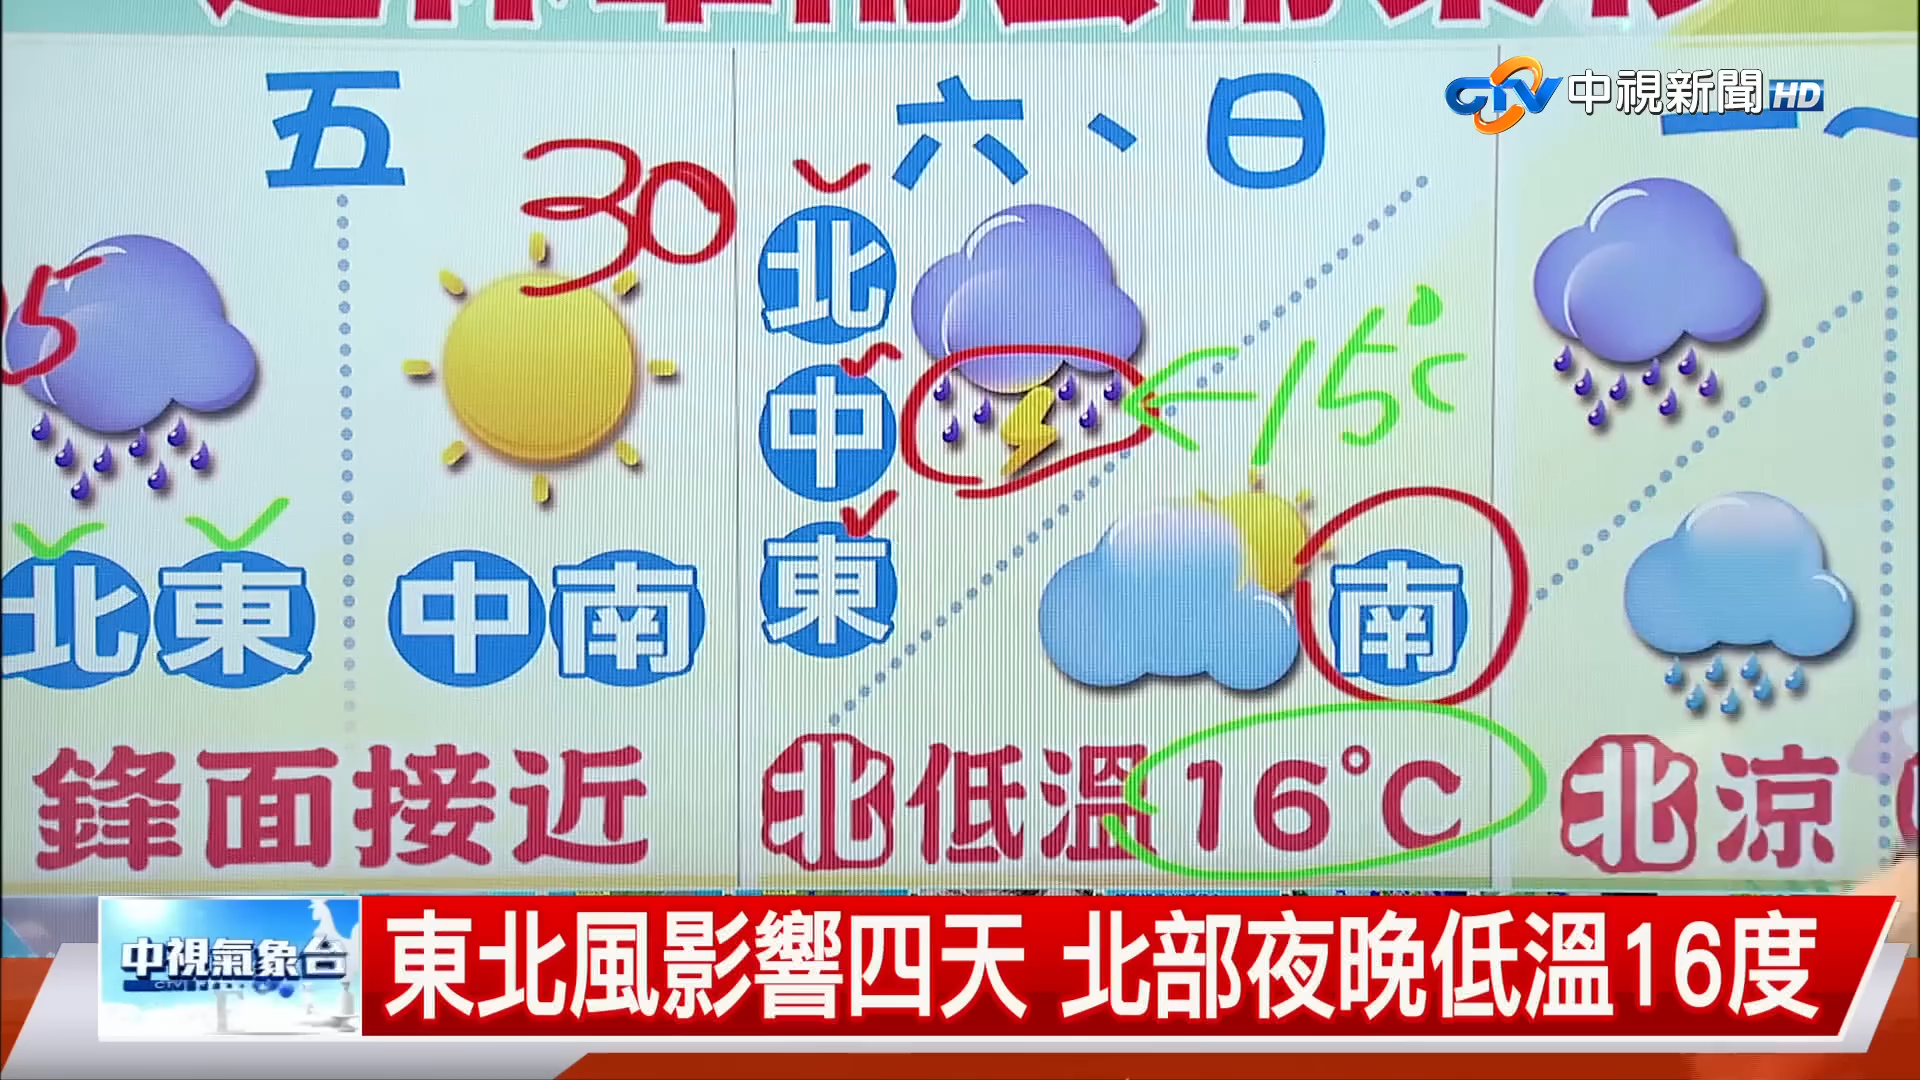 五
六、日
中視新聞HD
30
北
中
東
15°C
北東
中南
南
鋒面接近
北低溫16°C
北涼
中視氣象台
東北風影響四天 北部夜晚低溫16度